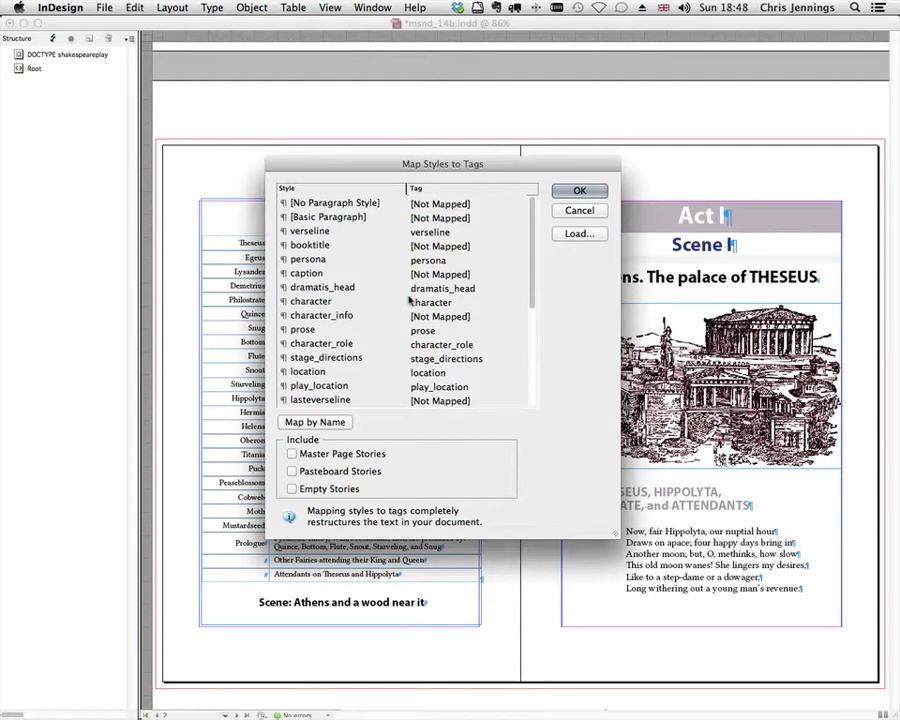 InDesign File Edit Layout Type Object Table View Window Help Sun 18:48 Chris Jennings
*msnd_14b.indd @ 86%
Structure
DOCTYPE shakespeareplay
Root
Map Styles to Tags
Style Tag
[No Paragraph Style] [Not Mapped]
[Basic Paragraph] [Not Mapped]
verseline verseline
booktitle [Not Mapped]
persona persona
caption [Not Mapped]
dramatis_head dramatis_head
character character
character_info [Not Mapped]
prose prose
character_role character_role
stage_directions stage_directions
location location
play_location play_location
lasteverseline [Not Mapped]
OK
Cancel
Load...
Map by Name
Include
Master Page Stories
Pasteboard Stories
Empty Stories
Mapping styles to tags completely
restructures the text in your document.
Theseus
Egeus
Lysander
Demetrius
Philostrate
Quince
Snug
Bottom
Flute
Snout
Starveling
Hippolyta
Hermia
Helena
Oberon
Titania
Puck
Peaseblossom
Cobweb
Moth
Mustardseed
Prologue
Quince, Bottom, Flute, Snout, Starveling, and Snug
Other Fairies attending their King and Queen
Attendants on Theseus and Hippolyta
Scene: Athens and a wood near it
Act I¶
Scene I¶
ens. The palace of THESEUS
SEUS, HIPPOLYTA,
ATE, and ATTENDANTS¶
Now, fair Hippolyta, our nuptial hour¶
Draws on apace; four happy days bring in¶
Another moon; but, O, methinks, how slow¶
This old moon wanes! She lingers my desires,¶
Like to a step-dame or a dowager,¶
Long withering out a young man's revenue.¶
No errors